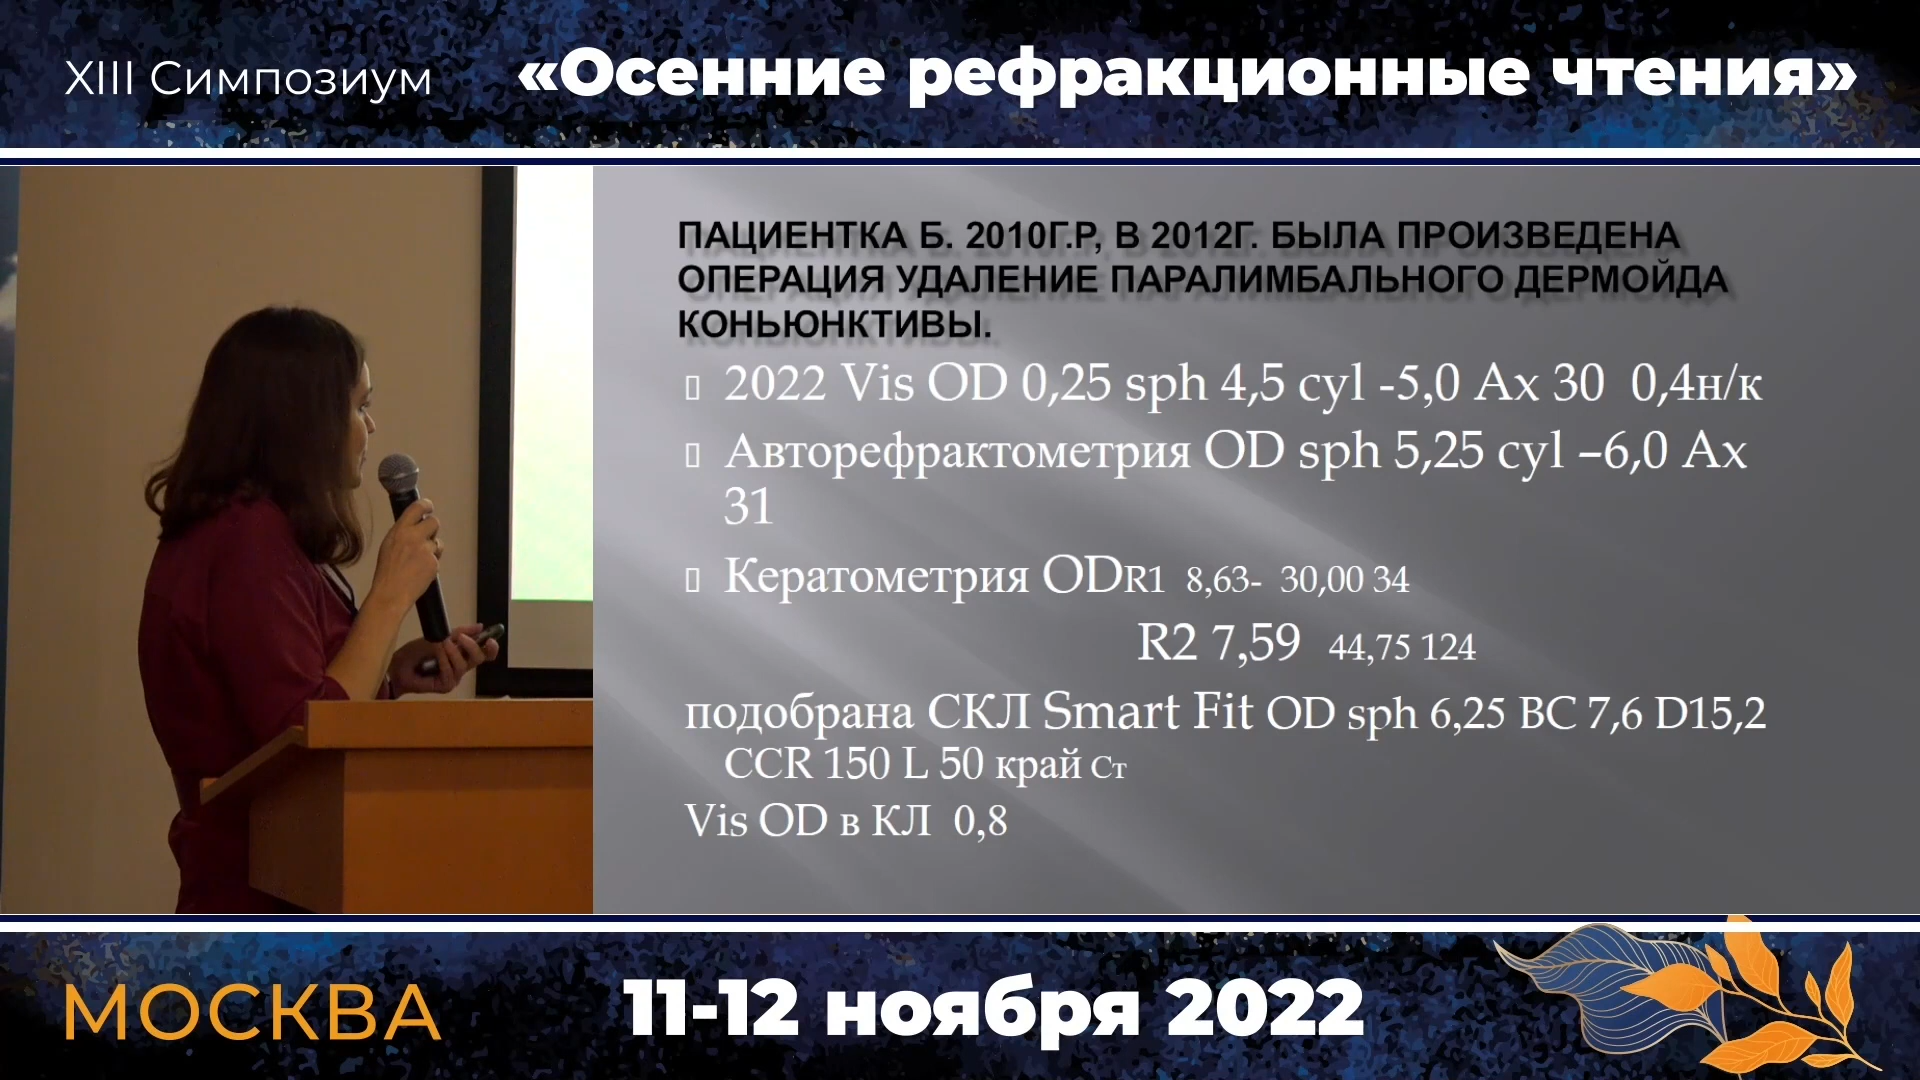 XIII Симпозиум «Осенние рефракционные чтения»
ПАЦИЕНТКА Б. 2010Г.Р, В 2012Г. БЫЛА ПРОИЗВЕДЕНА
ОПЕРАЦИЯ УДАЛЕНИЕ ПАРАЛИМБАЛЬНОГО ДЕРМОЙДА
КОНЬЮНКТИВЫ.
2022 Vis OD 0,25 sph 4,5 cyl -5,0 Ax 30 0,4н/к
Авторефрактометрия OD sph 5,25 cyl –6,0 Ax
31
Кератометрия ODR1 8,63- 30,00 34
R2 7,59 44,75 124
подобрана СКЛ Smart Fit OD sph 6,25 BC 7,6 D15,2
CCR 150 L 50 край Ст
Vis OD в КЛ 0,8
МОСКВА 11-12 ноября 2022